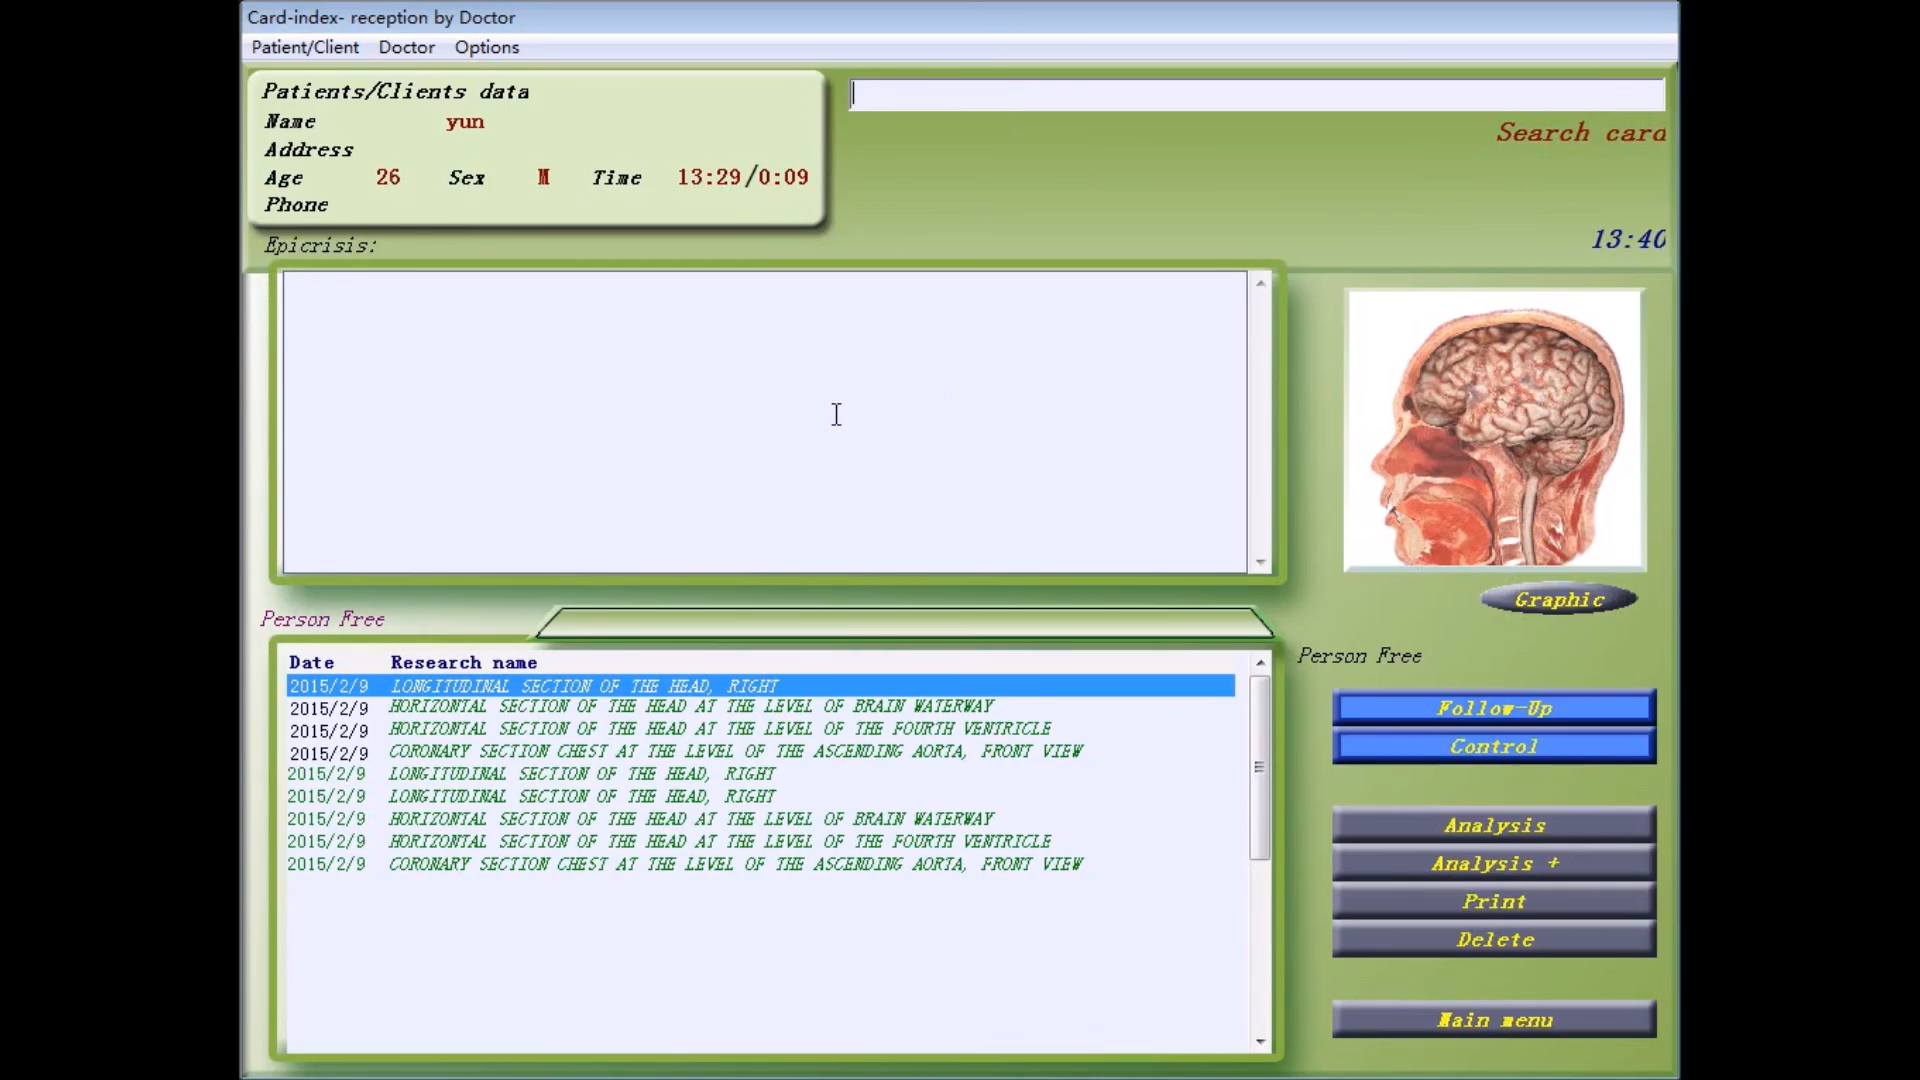 Card-index- reception by Doctor
Patient/Client Doctor Options
Patients/Clients data
Name yun
Address
Age 26 Sex M Time 13:29/0:09
Phone
Search card
13:40
Epicrisis:
Graphic
Person Free
Date Research name
2015/2/9 LONGITUDINAL SECTION OF THE HEAD, RIGHT
2015/2/9 HORIZONTAL SECTION OF THE HEAD AT THE LEVEL OF BRAIN WATERWAY
2015/2/9 HORIZONTAL SECTION OF THE HEAD AT THE LEVEL OF THE FOURTH VENTRICLE
2015/2/9 CORONARY SECTION CHEST AT THE LEVEL OF THE ASCENDING AORTA, FRONT VIEW
2015/2/9 LONGITUDINAL SECTION OF THE HEAD, RIGHT
2015/2/9 LONGITUDINAL SECTION OF THE HEAD, RIGHT
2015/2/9 HORIZONTAL SECTION OF THE HEAD AT THE LEVEL OF BRAIN WATERWAY
2015/2/9 HORIZONTAL SECTION OF THE HEAD AT THE LEVEL OF THE FOURTH VENTRICLE
2015/2/9 CORONARY SECTION CHEST AT THE LEVEL OF THE ASCENDING AORTA, FRONT VIEW
Person Free
Follow-Up
Control
Analysis
Analysis +
Print
Delete
Main menu